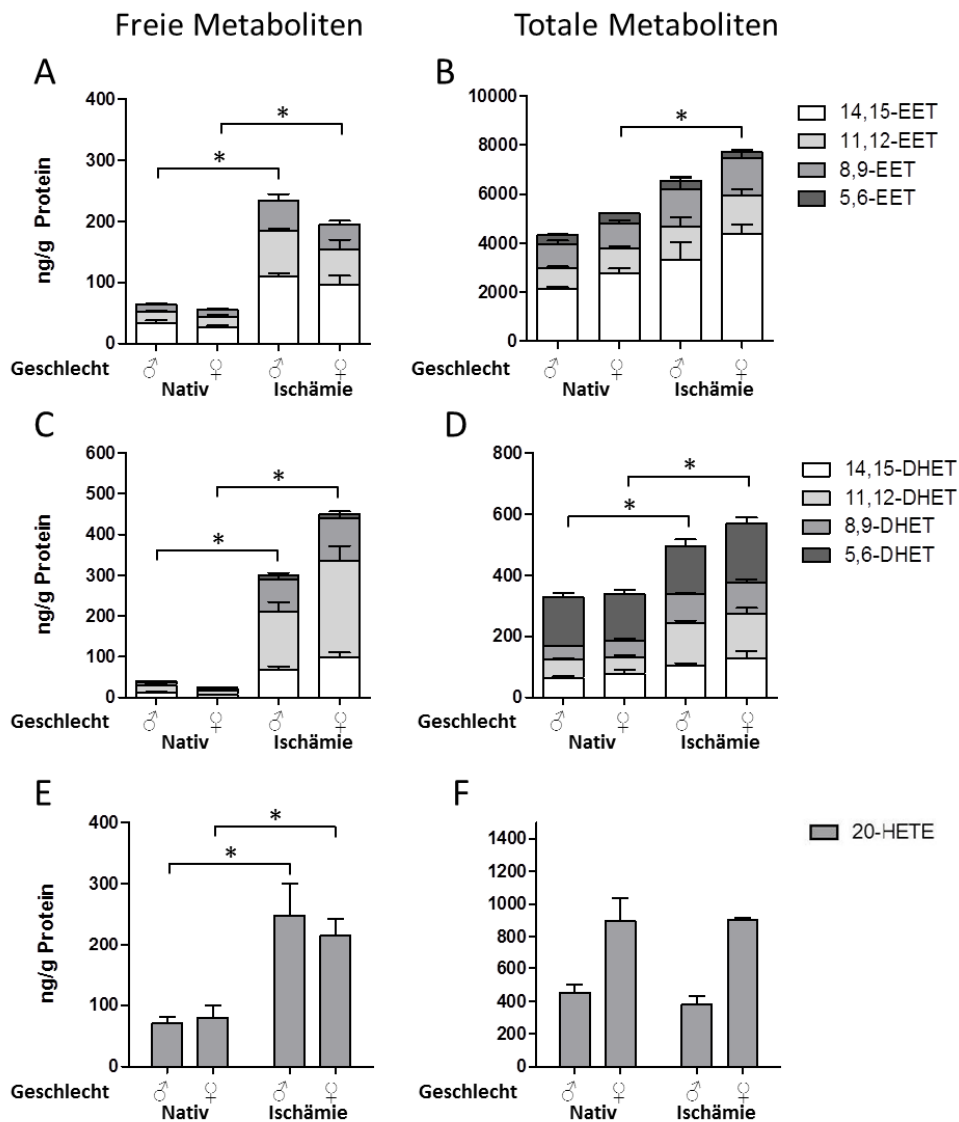 Freie Metaboliten
Totale Metaboliten
A
400
300
200
100
0
ng/g Protein
*
*
Geschlecht ♂ ♀ ♂ ♀
Nativ Ischämie
B
10000
8000
6000
4000
2000
0
*
Geschlecht ♂ ♀ ♂ ♀
Nativ Ischämie
14,15-EET
11,12-EET
8,9-EET
5,6-EET
C
600
500
400
300
200
100
0
ng/g Protein
*
*
Geschlecht ♂ ♀ ♂ ♀
Nativ Ischämie
D
800
600
400
200
0
*
*
Geschlecht ♂ ♀ ♂ ♀
Nativ Ischämie
14,15-DHET
11,12-DHET
8,9-DHET
5,6-DHET
E
400
300
200
100
0
ng/g Protein
*
*
Geschlecht ♂ ♀ ♂ ♀
Nativ Ischämie
F
1400
1200
1000
800
600
400
200
0
Geschlecht ♂ ♀ ♂ ♀
Nativ Ischämie
20-HETE